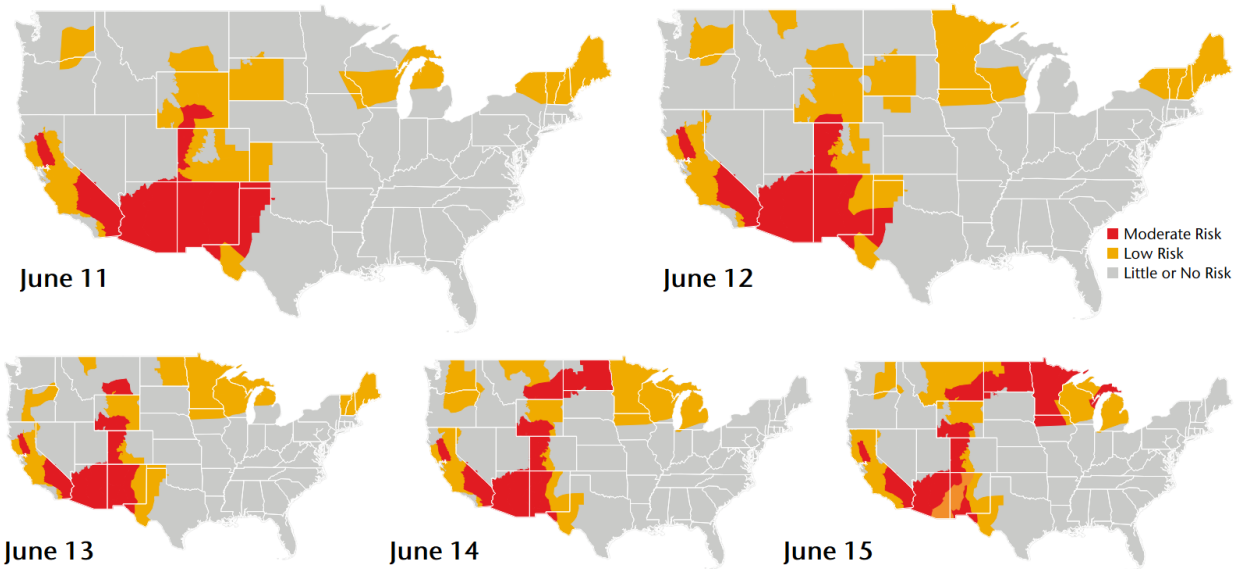 June 11
June 12
Moderate Risk
Low Risk
Little or No Risk
June 13
June 14
June 15